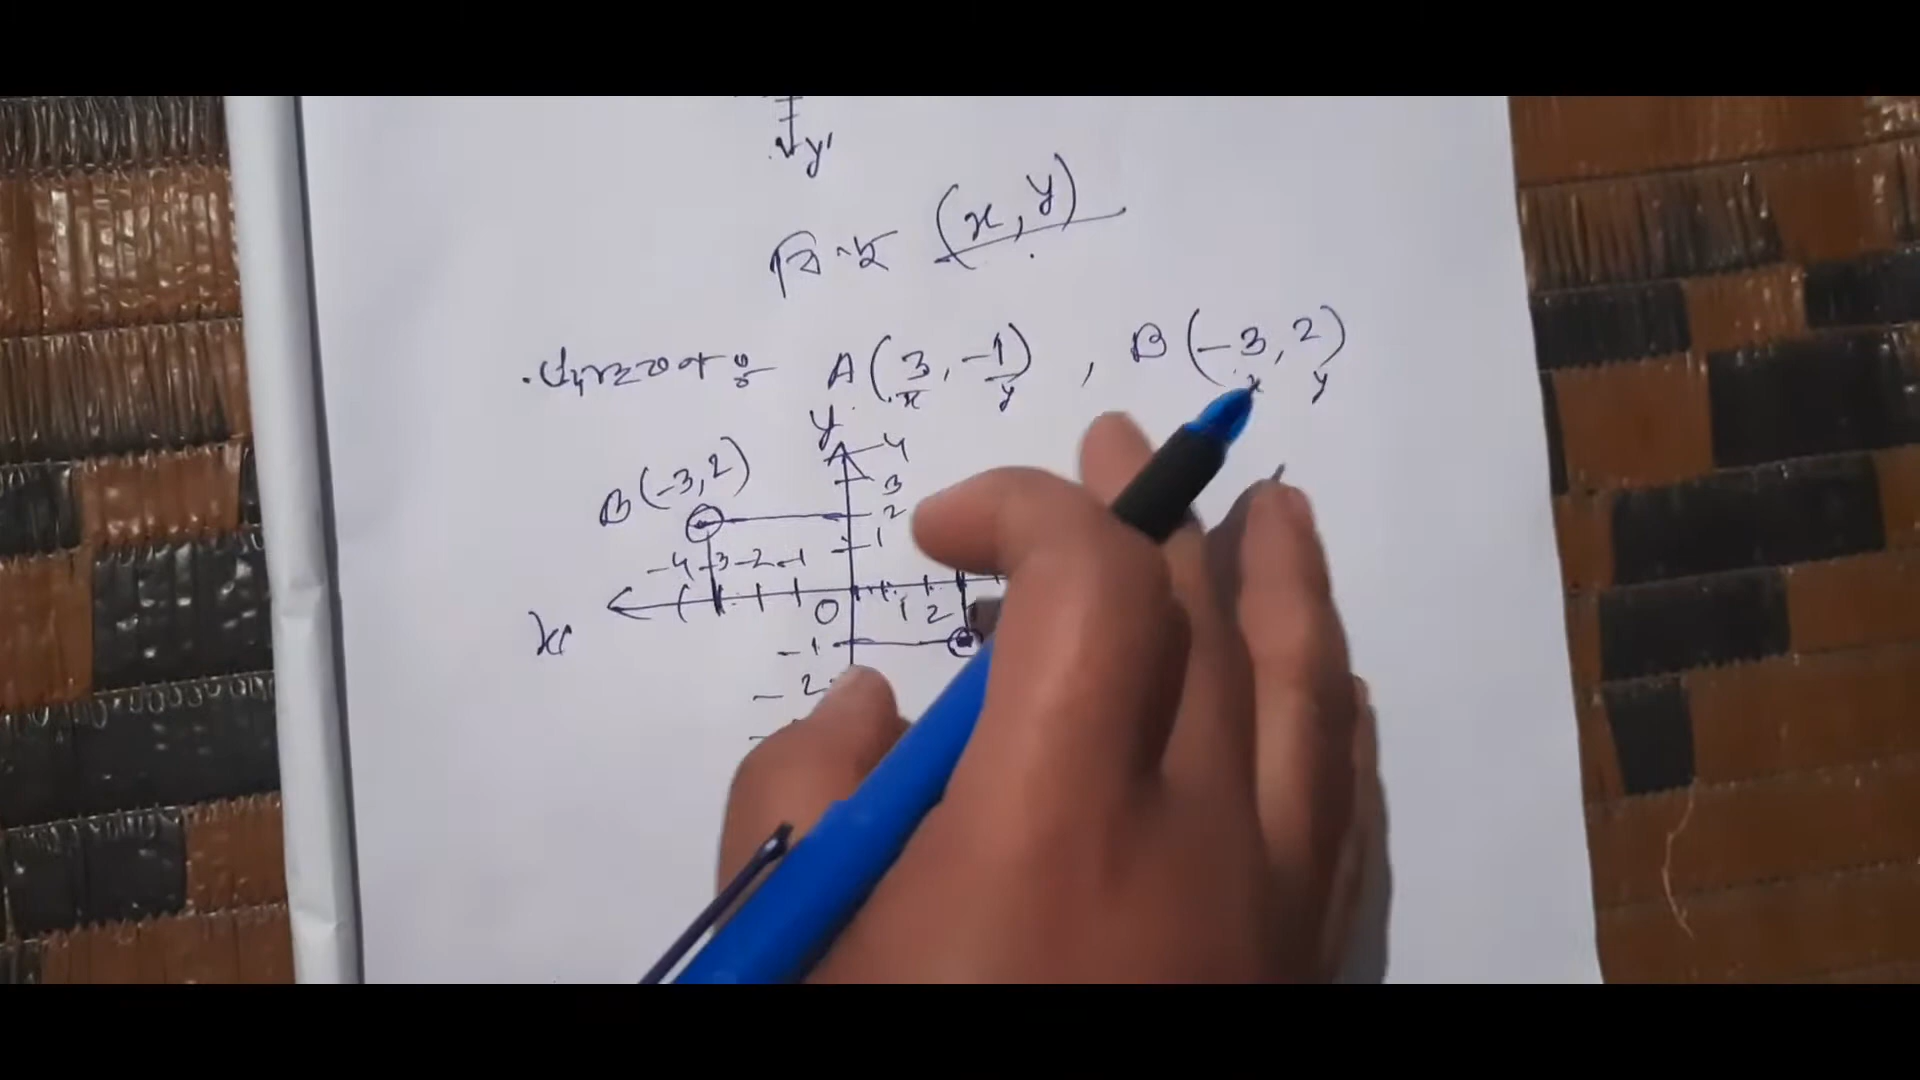 y'
বিন্দু (x, y)
উদাহরণ ঃ A (3, -1) , B (-3, 2)
x y x y
y
4
B (-3, 2) 3
2
1
-4 -3 -2 -1
0 1 2
x'
-1
-2